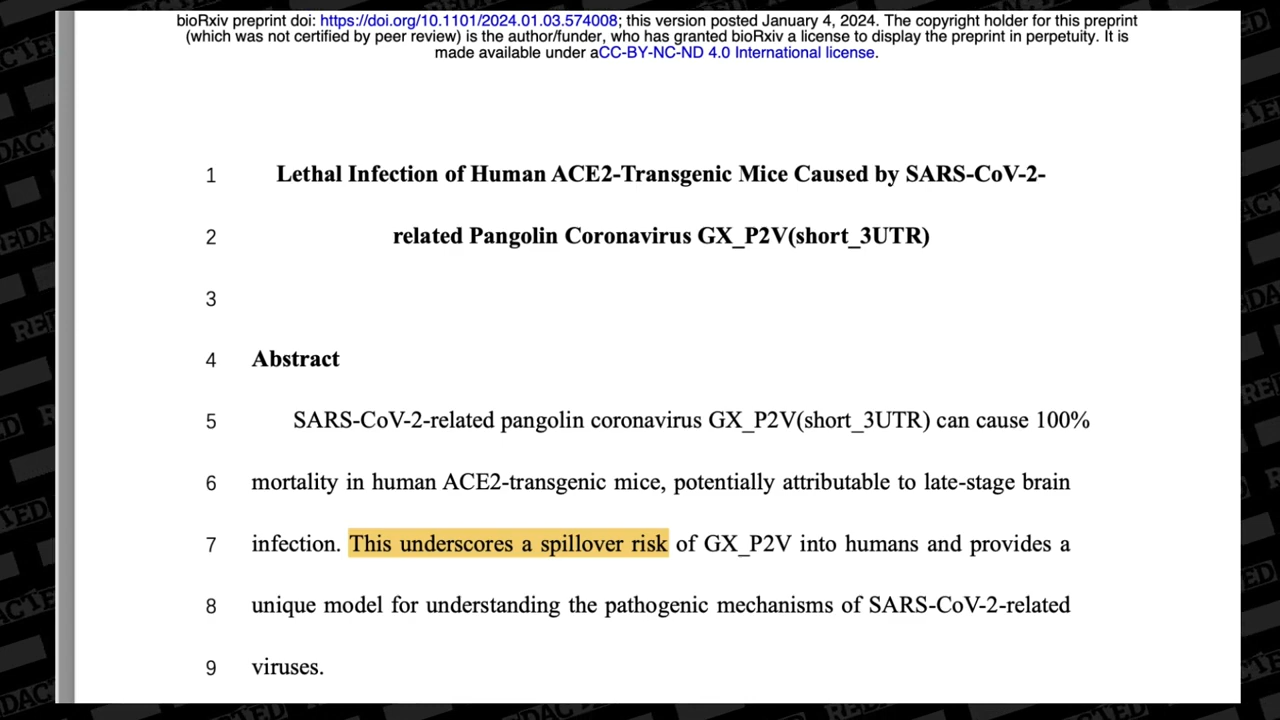 bioRxiv preprint doi: https://doi.org/10.1101/2024.01.03.574008; this version posted January 4, 2024. The copyright holder for this preprint
(which was not certified by peer review) is the author/funder, who has granted bioRxiv a license to display the preprint in perpetuity. It is
made available under aCC-BY-NC-ND 4.0 International license.
1 Lethal Infection of Human ACE2-Transgenic Mice Caused by SARS-CoV-2-
2 related Pangolin Coronavirus GX_P2V(short_3UTR)
3
4 Abstract
5 SARS-CoV-2-related pangolin coronavirus GX_P2V(short_3UTR) can cause 100%
6 mortality in human ACE2-transgenic mice, potentially attributable to late-stage brain
7 infection. This underscores a spillover risk of GX_P2V into humans and provides a
8 unique model for understanding the pathogenic mechanisms of SARS-CoV-2-related
9 viruses.